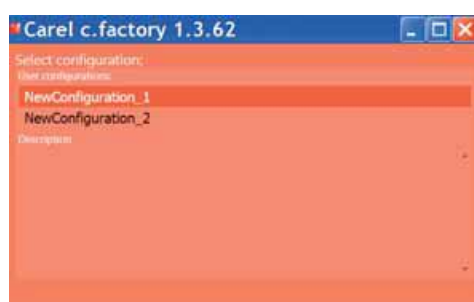 Carel c.factory 1.3.62
Select configuration:
User configurations:
NewConfiguration_1
NewConfiguration_2
Description